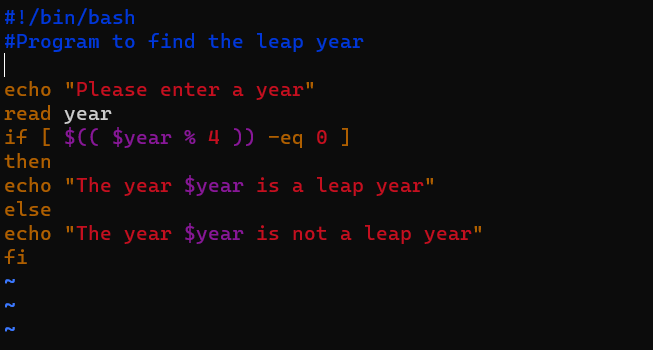 #!/bin/bash
#Program to find the leap year
echo "Please enter a year"
read year
if [ $(( $year % 4 )) -eq 0 ]
then
echo "The year $year is a leap year"
else
echo "The year $year is not a leap year"
fi
~
~
~